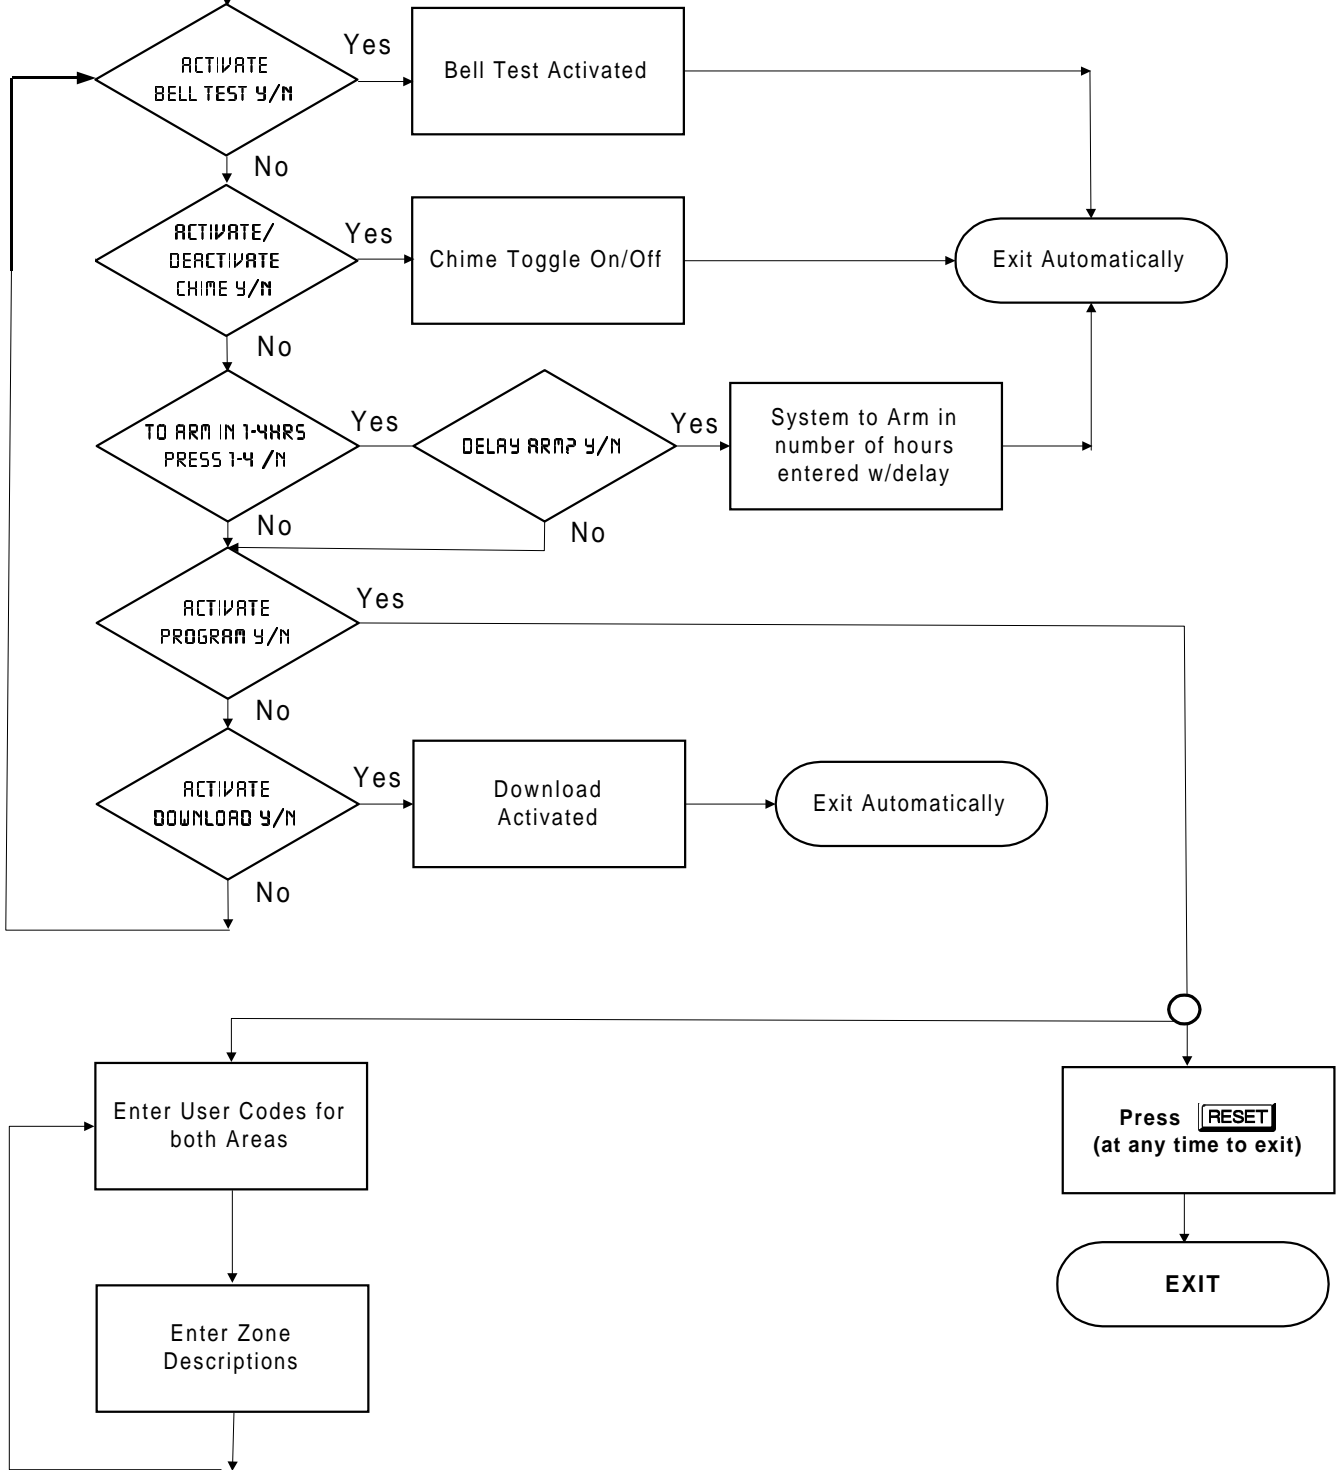 Yes
ACTIVATE
BELL TEST Y/N
Bell Test Activated
No
ACTIVATE/
DEACTIVATE
CHIME Y/N
Yes
Chime Toggle On/Off
Exit Automatically
No
TO ARM IN 1-4HRS
PRESS 1-4 /N
Yes
DELAY ARM? Y/N
Yes
System to Arm in
number of hours
entered w/delay
No
No
ACTIVATE
PROGRAM Y/N
Yes
No
ACTIVATE
DOWNLOAD Y/N
Yes
Download
Activated
Exit Automatically
No
Enter User Codes for
both Areas
Press RESET
(at any time to exit)
EXIT
Enter Zone
Descriptions